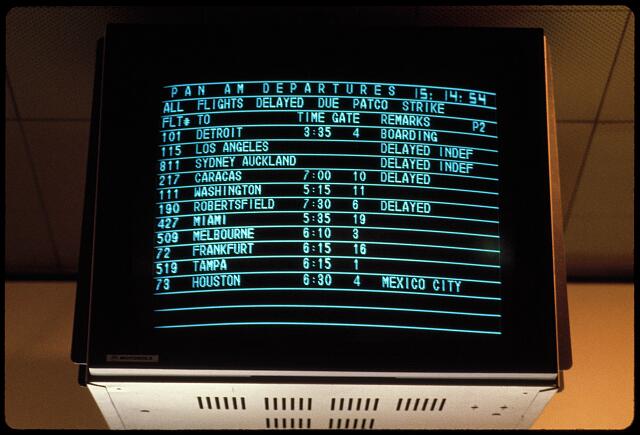 PAN AM DEPARTURES 15:14:54
ALL FLIGHTS DELAYED DUE PATCO STRIKE
FLT# TO TIME GATE REMARKS P2
101 DETROIT 3:35 4 BOARDING
115 LOS ANGELES DELAYED INDEF
811 SYDNEY AUCKLAND DELAYED INDEF
217 CARACAS 7:00 10 DELAYED
111 WASHINGTON 5:15 11
190 ROBERTSFIELD 7:30 6 DELAYED
427 MIAMI 5:35 19
509 MELBOURNE 6:10 3
72 FRANKFURT 6:15 16
519 TAMPA 6:15 1
73 HOUSTON 6:30 4 MEXICO CITY
MOTOROLA